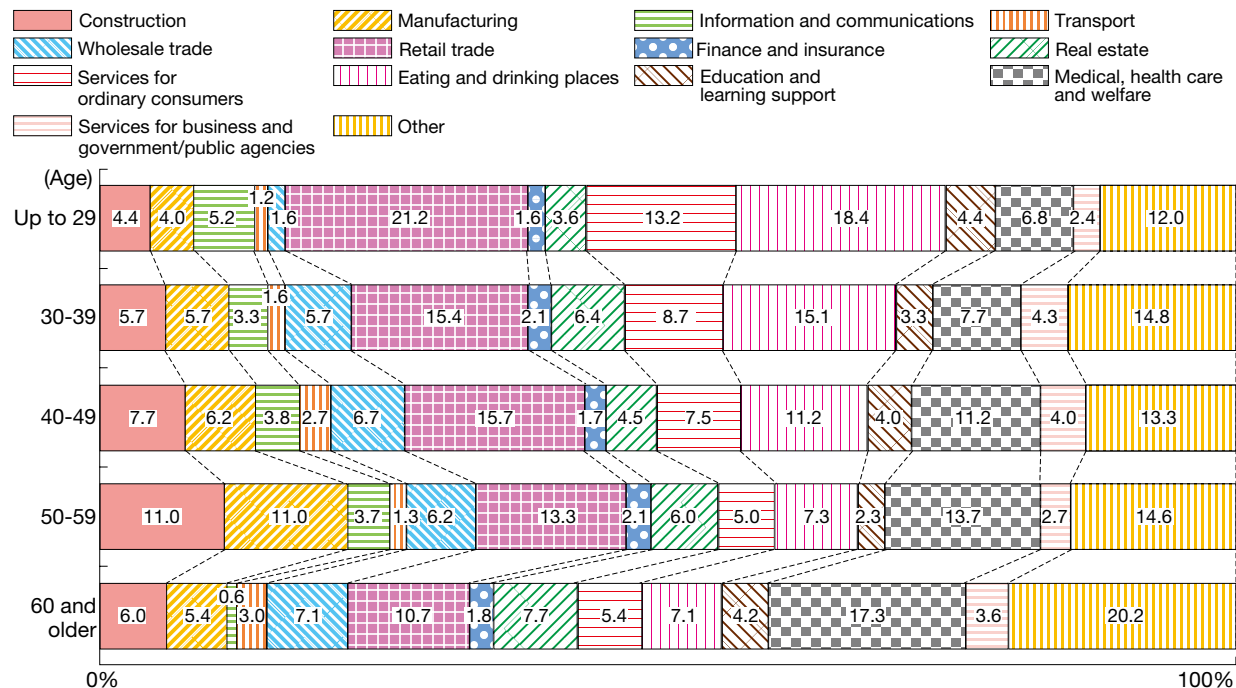 Construction
Manufacturing
Information and communications
Transport
Wholesale trade
Retail trade
Finance and insurance
Real estate
Services for
ordinary consumers
Eating and drinking places
Education and
learning support
Medical, health care
and welfare
Services for business and
government/public agencies
Other
(Age)
Up to 29
4.4 4.0 5.2 1.2 1.6 21.2 1.6 3.6 13.2 18.4 4.4 6.8 2.4 12.0
30-39
5.7 5.7 3.3 1.6 5.7 15.4 2.1 6.4 8.7 15.1 3.3 7.7 4.3 14.8
40-49
7.7 6.2 3.8 2.7 6.7 15.7 1.7 4.5 7.5 11.2 4.0 11.2 4.0 13.3
50-59
11.0 11.0 3.7 1.3 6.2 13.3 2.1 6.0 5.0 7.3 2.3 13.7 2.7 14.6
60 and
older
6.0 5.4 0.6 3.0 7.1 10.7 1.8 7.7 5.4 7.1 4.2 17.3 3.6 20.2
0% 100%